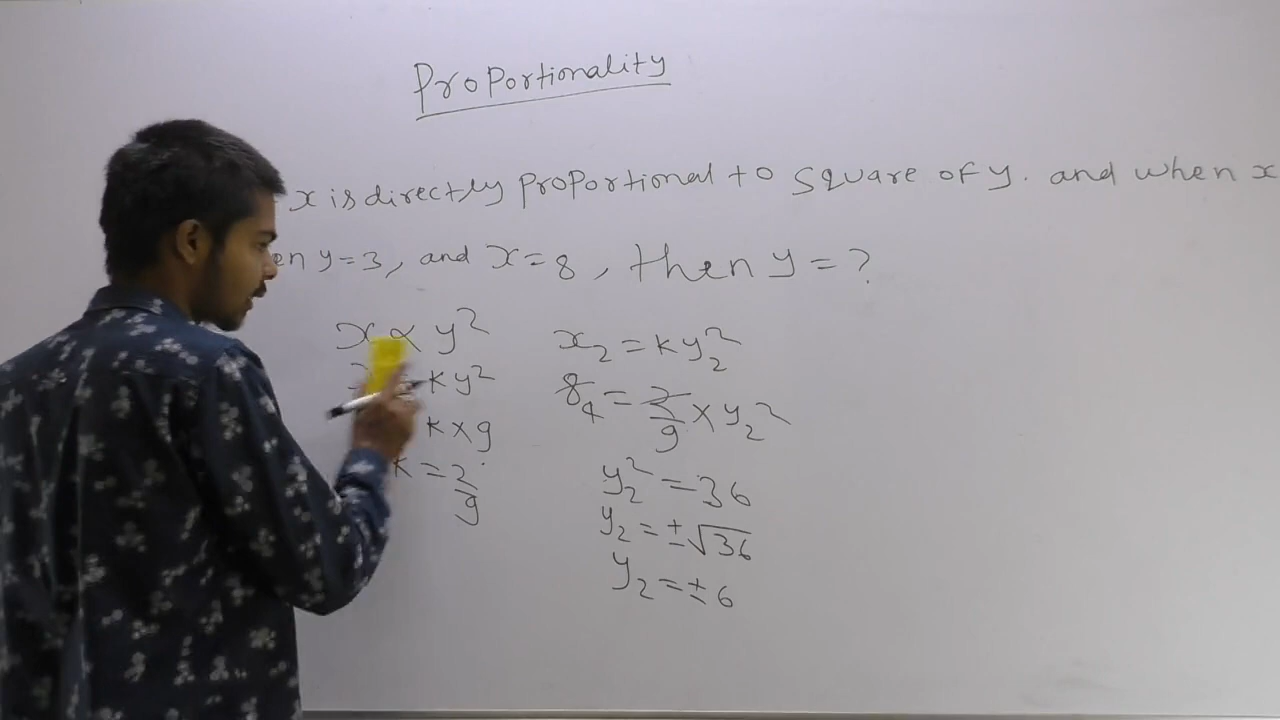 Proportionality
x is directly proportional to square of y. and when x
en y=3, and x=8, then y=?
x ∝ y²
ky²
k×9
k = 2/9
x₂ = ky₂²
8 4 = 2/9 × y₂²
y₂² = 36
y₂ = ±√36
y₂ = ±6